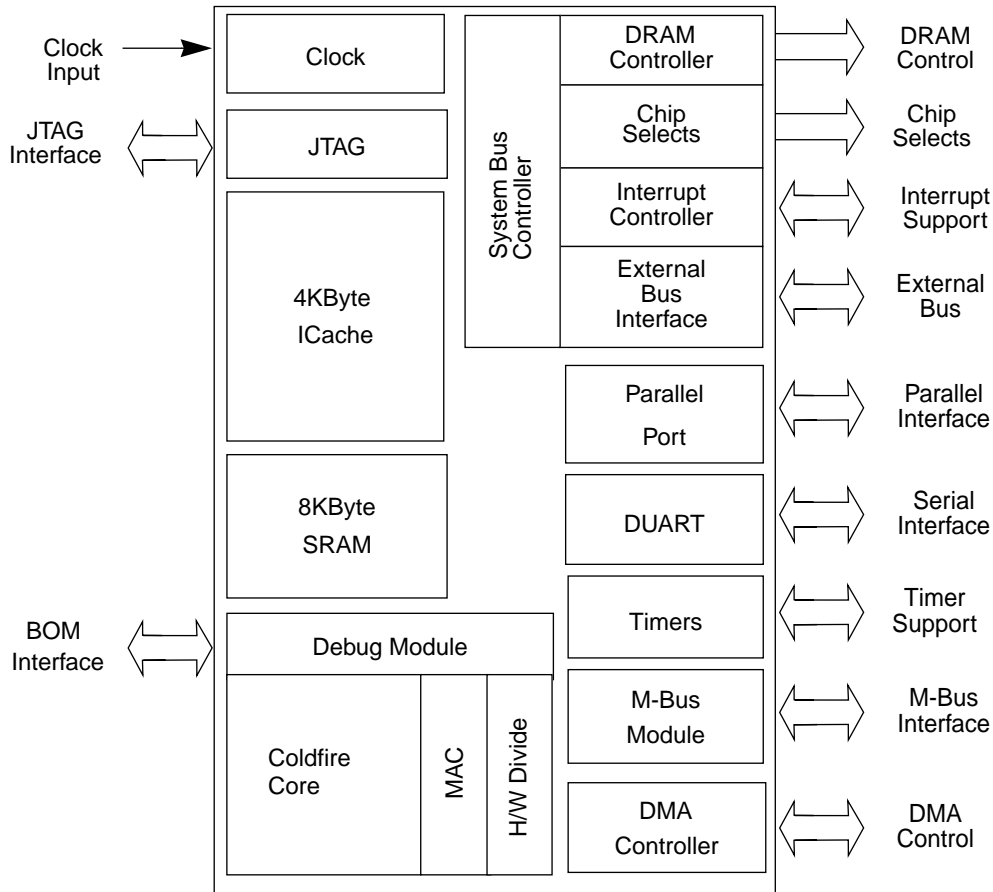 Clock
Input
JTAG
Interface
BOM
Interface
Clock
JTAG
4KByte
ICache
8KByte
SRAM
Debug Module
Coldfire
Core
MAC
H/W Divide
System Bus
Controller
DRAM
Controller
Chip
Selects
Interrupt
Controller
External
Bus
Interface
Parallel
Port
DUART
Timers
M-Bus
Module
DMA
Controller
DRAM
Control
Chip
Selects
Interrupt
Support
External
Bus
Parallel
Interface
Serial
Interface
Timer
Support
M-Bus
Interface
DMA
Control